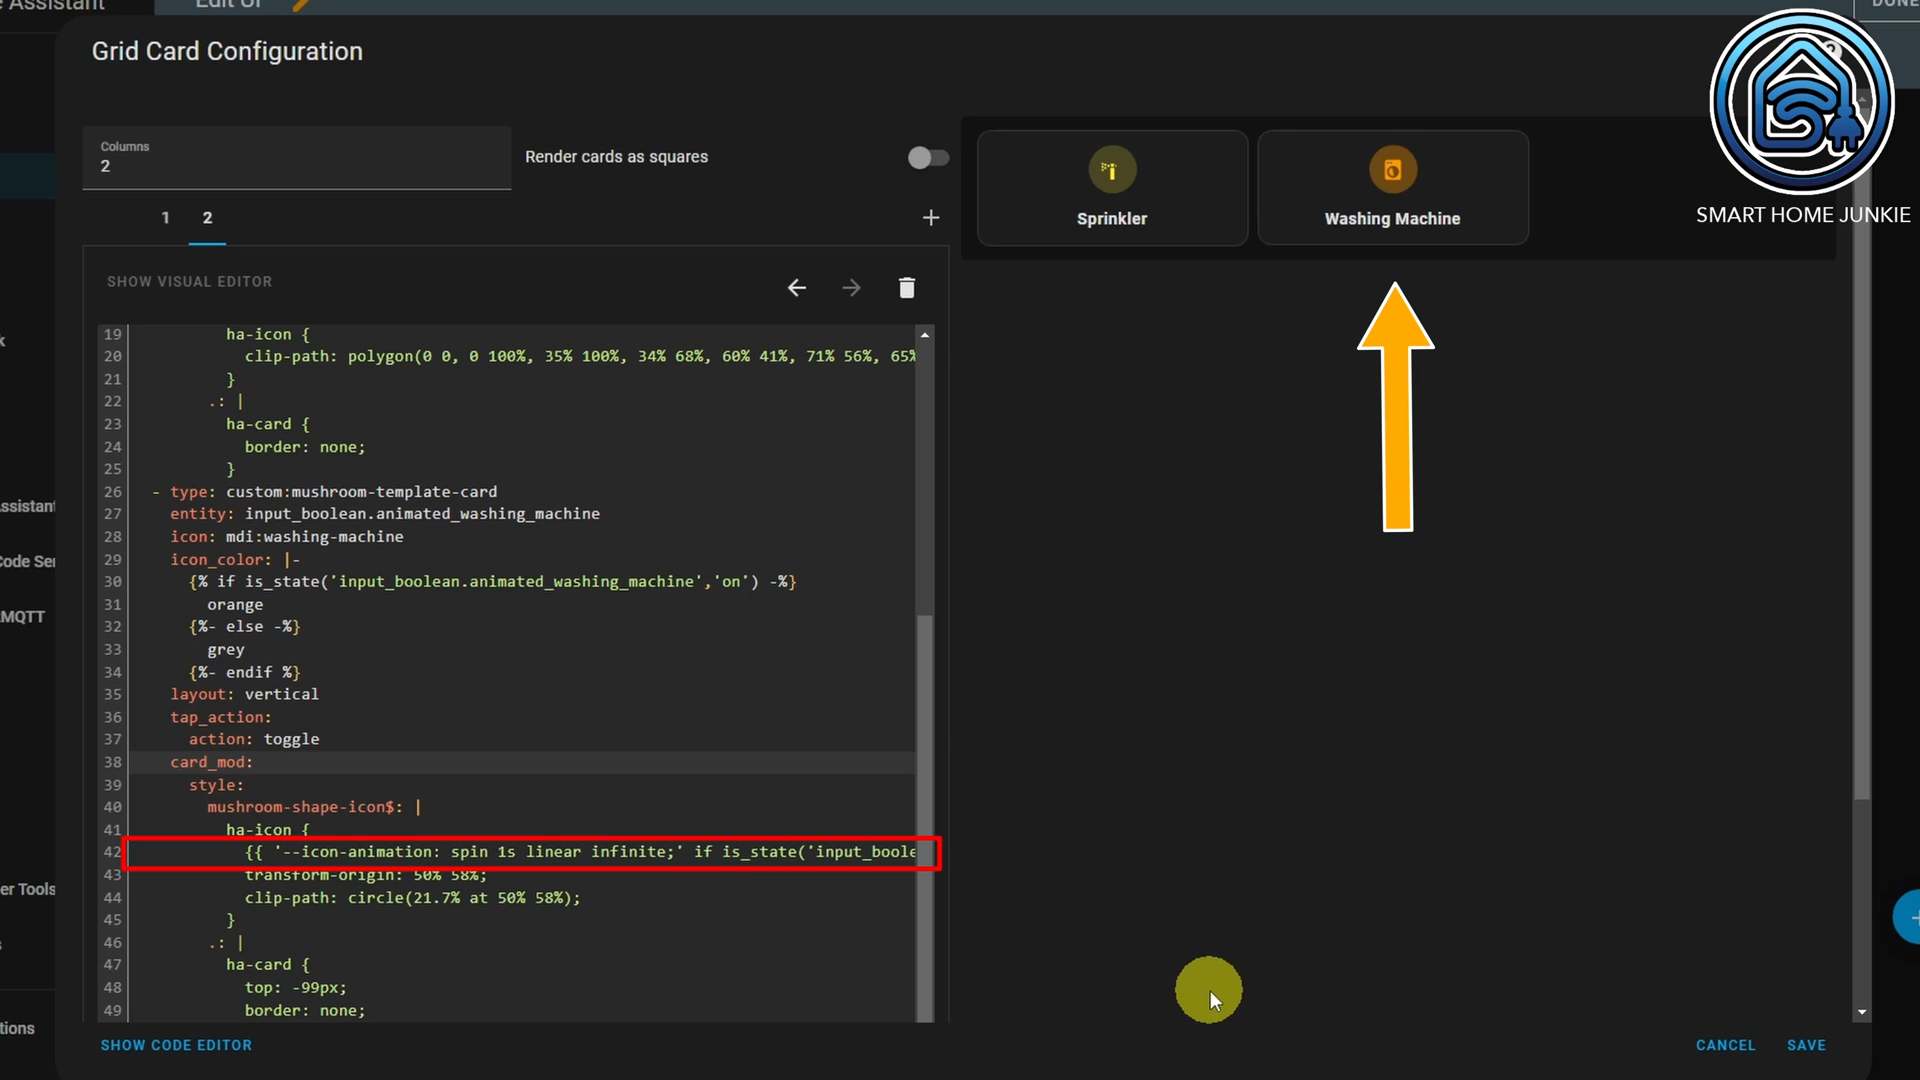 Assistant
Edit UI
DONE
Grid Card Configuration
Columns
2
Render cards as squares
Sprinkler
Washing Machine
SMART HOME JUNKIE
1
2
SHOW VISUAL EDITOR
19 ha-icon {
20 clip-path: polygon(0 0, 0 100%, 35% 100%, 34% 68%, 60% 41%, 71% 56%, 65%
21 }
22 .: |
23 ha-card {
24 border: none;
25 }
26 - type: custom:mushroom-template-card
27 entity: input_boolean.animated_washing_machine
28 icon: mdi:washing-machine
29 icon_color: |-
30 {% if is_state('input_boolean.animated_washing_machine','on') -%}
31 orange
32 {%- else -%}
33 grey
34 {%- endif %}
35 layout: vertical
36 tap_action:
37 action: toggle
38 card_mod:
39 style:
40 mushroom-shape-icon$: |
41 ha-icon {
42 {{ '--icon-animation: spin 1s linear infinite;' if is_state('input_boole
43 transform-origin: 50% 58%;
44 clip-path: circle(21.7% at 50% 58%);
45 }
46 .: |
47 ha-card {
48 top: -99px;
49 border: none;
k
ssistant
Code Ser
MQTT
er Tools
s
tions
SHOW CODE EDITOR
CANCEL
SAVE